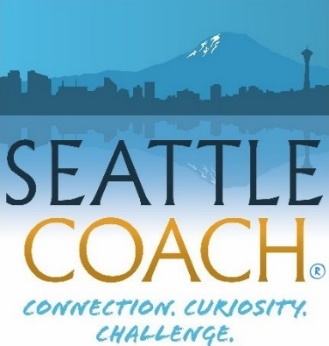 SEATTLE
COACH®
CONNECTION. CURIOSITY.
CHALLENGE.